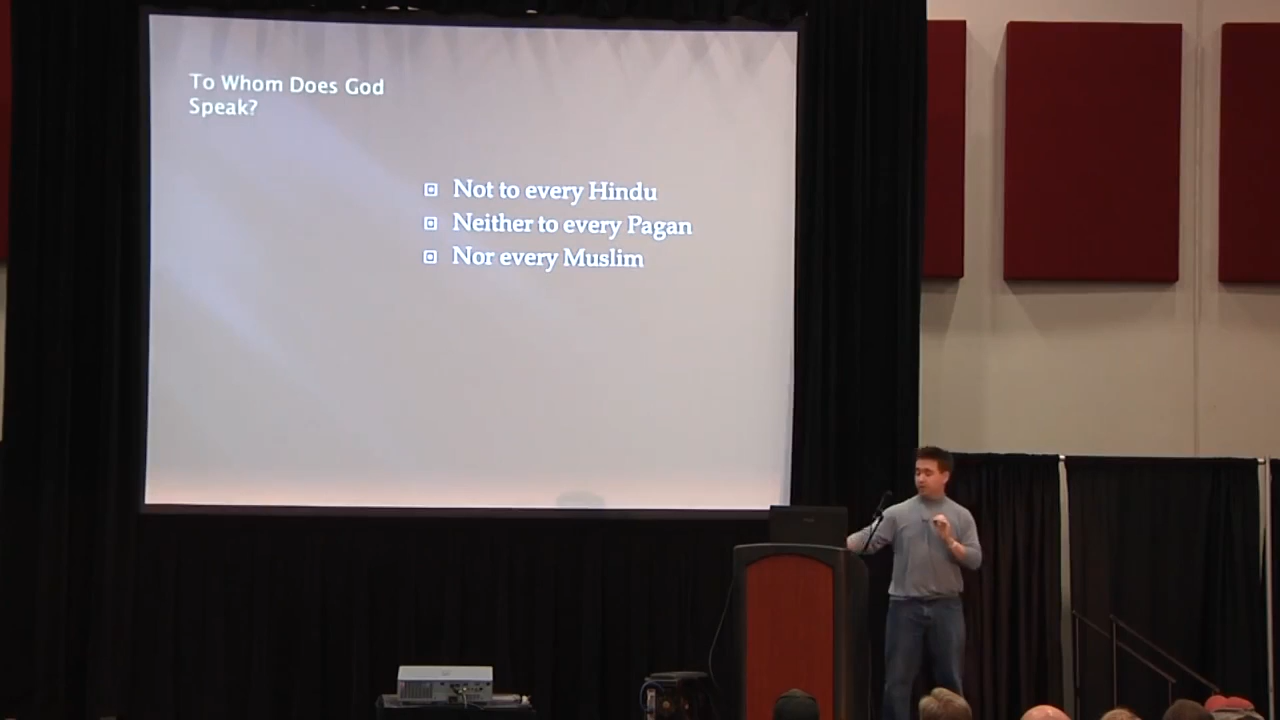 To Whom Does God
Speak?
Not to every Hindu
Neither to every Pagan
Nor every Muslim